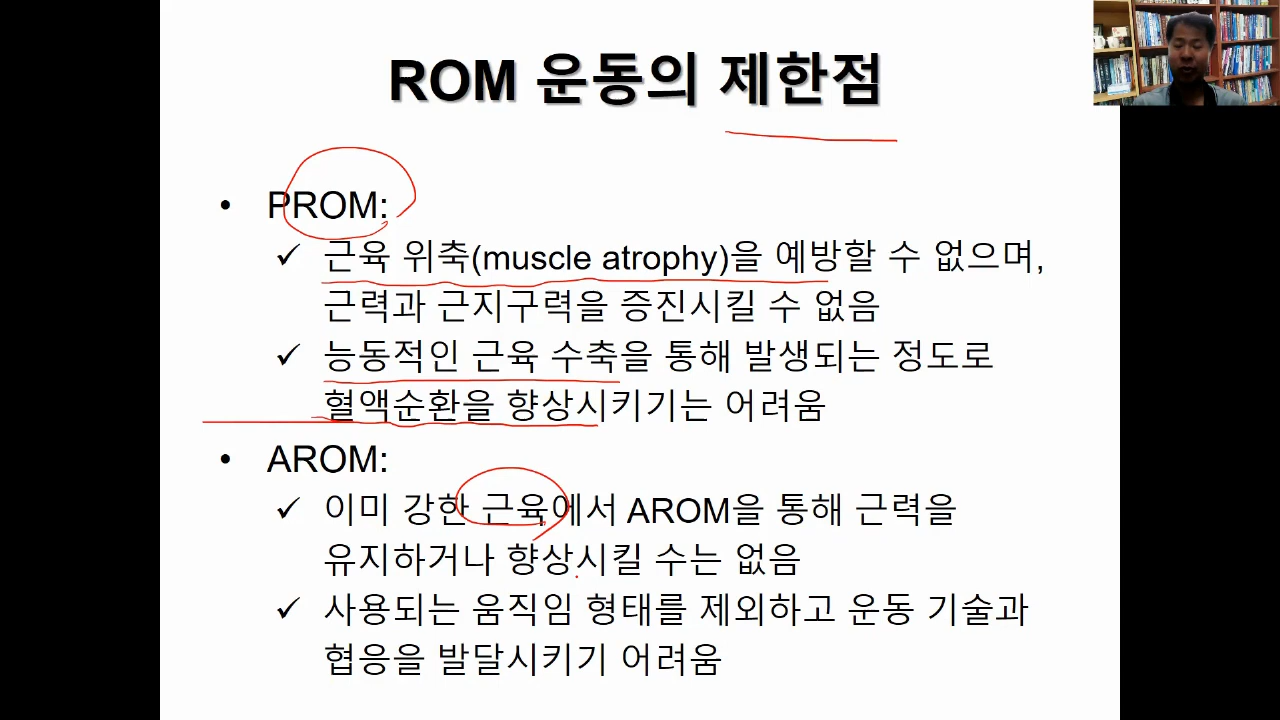 ROM 운동의 제한점
• PROM:
✓ 근육 위축(muscle atrophy)을 예방할 수 없으며,
근력과 근지구력을 증진시킬 수 없음
✓ 능동적인 근육 수축을 통해 발생되는 정도로
혈액순환을 향상시키기는 어려움
• AROM:
✓ 이미 강한 근육에서 AROM을 통해 근력을
유지하거나 향상시킬 수는 없음
✓ 사용되는 움직임 형태를 제외하고 운동 기술과
협응을 발달시키기 어려움